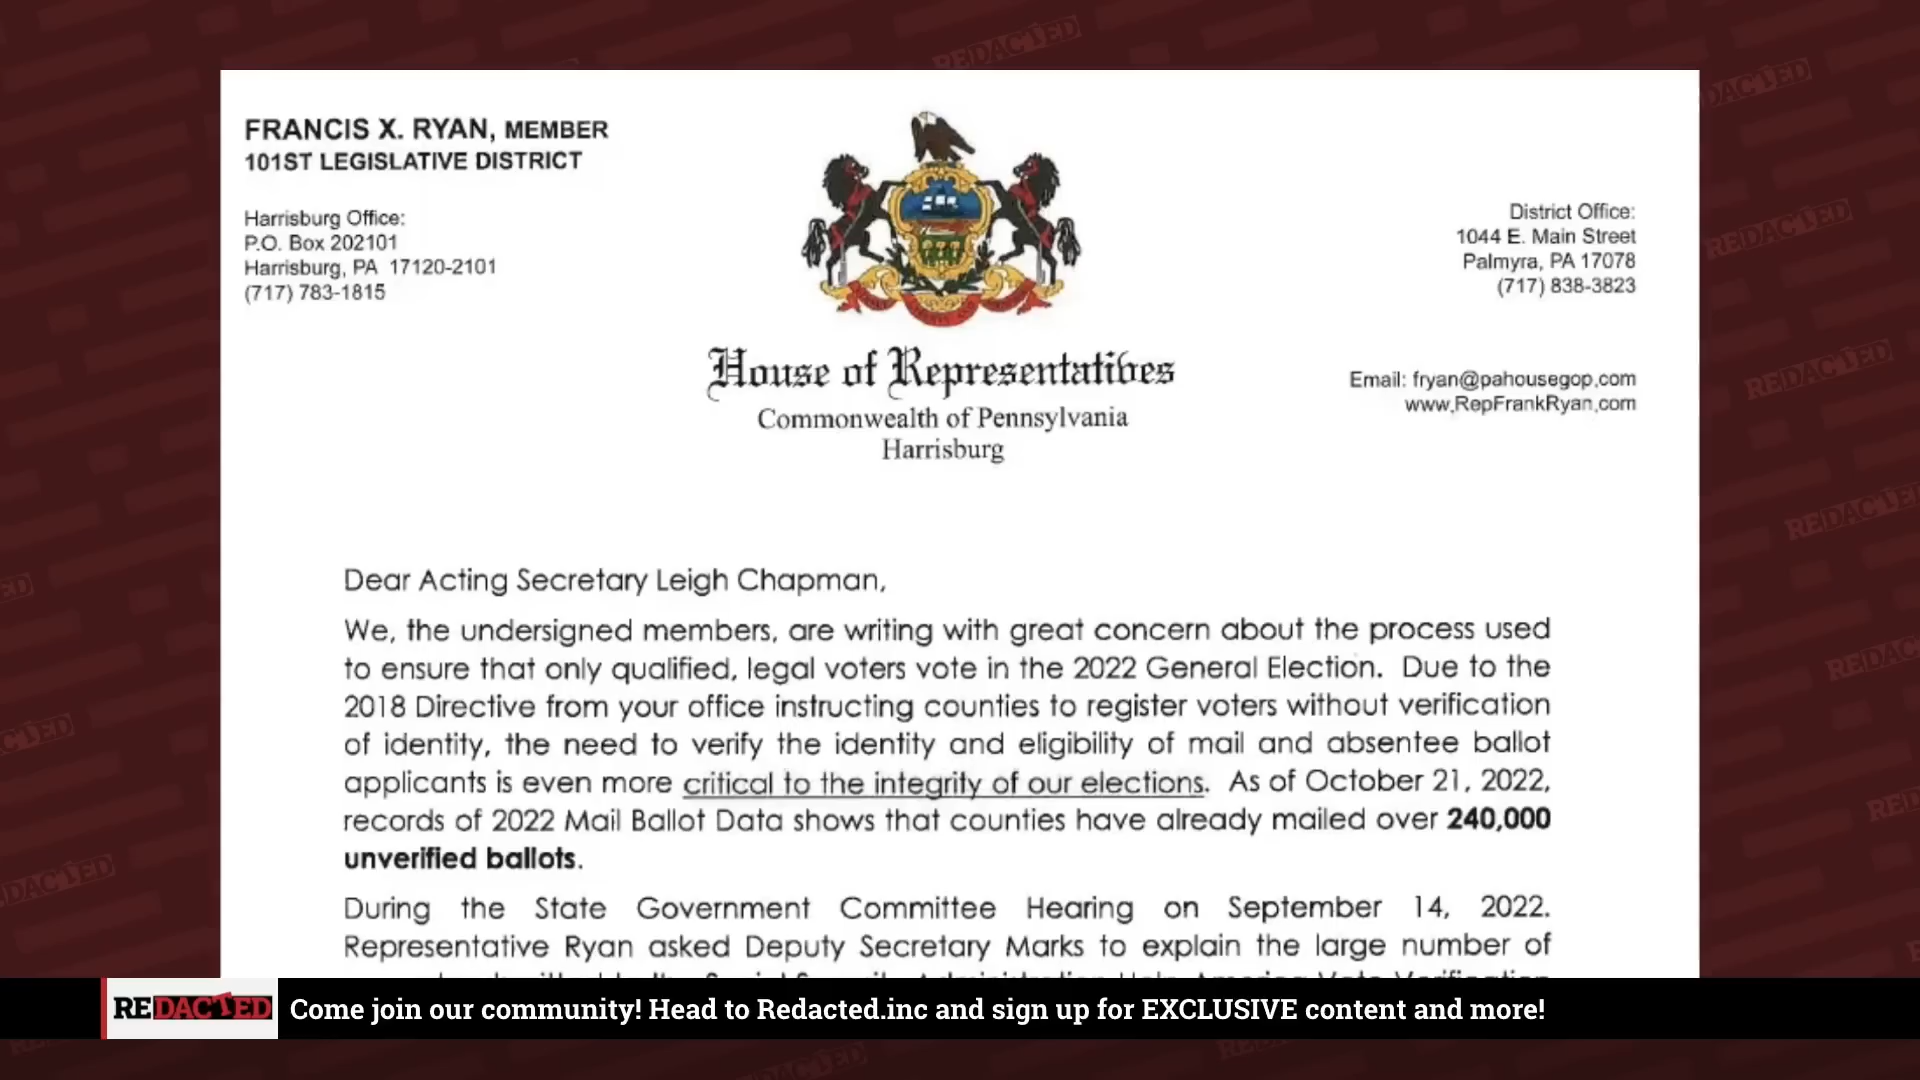 FRANCIS X. RYAN, MEMBER
101ST LEGISLATIVE DISTRICT
Harrisburg Office:
P.O. Box 202101
Harrisburg, PA 17120-2101
(717) 783-1815
District Office:
1044 E. Main Street
Palmyra, PA 17078
(717) 838-3823
Email: fryan@pahousegop.com
www.RepFrankRyan.com
House of Representatives
Commonwealth of Pennsylvania
Harrisburg
Dear Acting Secretary Leigh Chapman,
We, the undersigned members, are writing with great concern about the process used
to ensure that only qualified, legal voters vote in the 2022 General Election. Due to the
2018 Directive from your office instructing counties to register voters without verification
of identity, the need to verify the identity and eligibility of mail and absentee ballot
applicants is even more critical to the integrity of our elections. As of October 21, 2022,
records of 2022 Mail Ballot Data shows that counties have already mailed over 240,000
unverified ballots.
During the State Government Committee Hearing on September 14, 2022.
Representative Ryan asked Deputy Secretary Marks to explain the large number of
REDACTED
Come join our community! Head to Redacted.inc and sign up for EXCLUSIVE content and more!